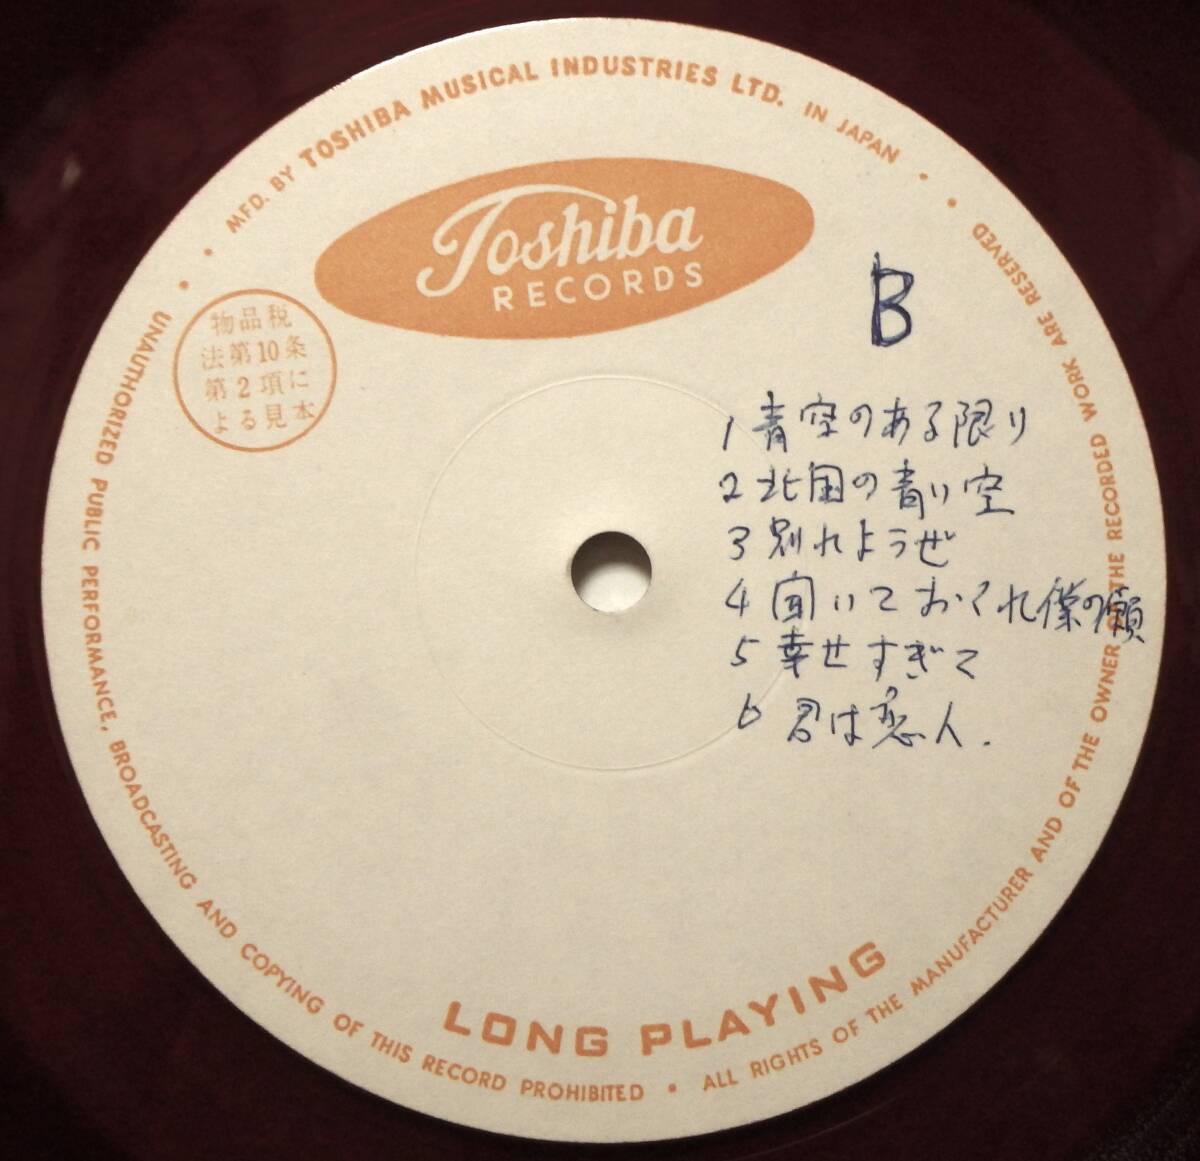 MFD. BY TOSHIBA MUSICAL INDUSTRIES LTD. IN JAPAN
Toshiba
RECORDS
物品税
法第10条
第2項に
よる見本
B
1 青空のある限り
2 北国の青い空
3 別れようぜ
4 聞いておくれ僕の願
5 幸せすぎて
6 君は恋人.
LONG PLAYING
UNAUTHORIZED PUBLIC PERFORMANCE, BROADCASTING AND COPYING OF THIS RECORD PROHIBITED • ALL RIGHTS OF THE MANUFACTURER AND OF THE OWNER OF THE RECORDED WORK ARE RESERVED